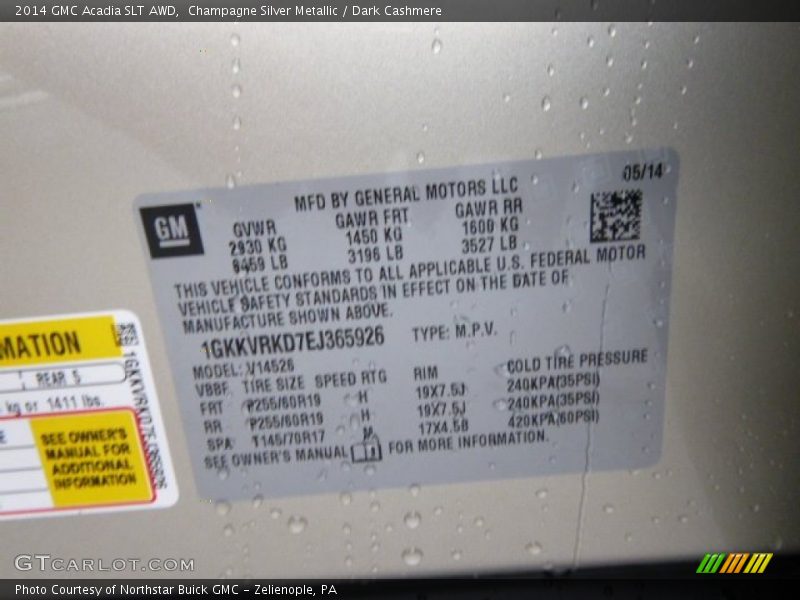 2014 GMC Acadia SLT AWD, Champagne Silver Metallic / Dark Cashmere
05/14
MFD BY GENERAL MOTORS LLC
GM
GVWR GAWR FRT GAWR RR
2930 KG 1450 KG 1600 KG
6459 LB 3196 LB 3527 LB
THIS VEHICLE CONFORMS TO ALL APPLICABLE U.S. FEDERAL MOTOR
VEHICLE SAFETY STANDARDS IN EFFECT ON THE DATE OF
MANUFACTURE SHOWN ABOVE.
1GKKVRKD7EJ365926 TYPE: M.P.V.
MODEL: V14526
VBBF TIRE SIZE SPEED RTG RIM COLD TIRE PRESSURE
FRT P255/60R19 H 19X7.5J 240KPA(35PSI)
RR P255/60R19 H 19X7.5J 240KPA(35PSI)
SPA T145/70R17 M 17X4.5B 420KPA(60PSI)
SEE OWNER'S MANUAL FOR MORE INFORMATION.
MATION
REAR 5
kg or 1411 lbs.
SEE OWNER'S
MANUAL FOR
ADDITIONAL
INFORMATION
1GKKVRKD7EJ365926
GTCARLOT.COM
Photo Courtesy of Northstar Buick GMC - Zelienople, PA